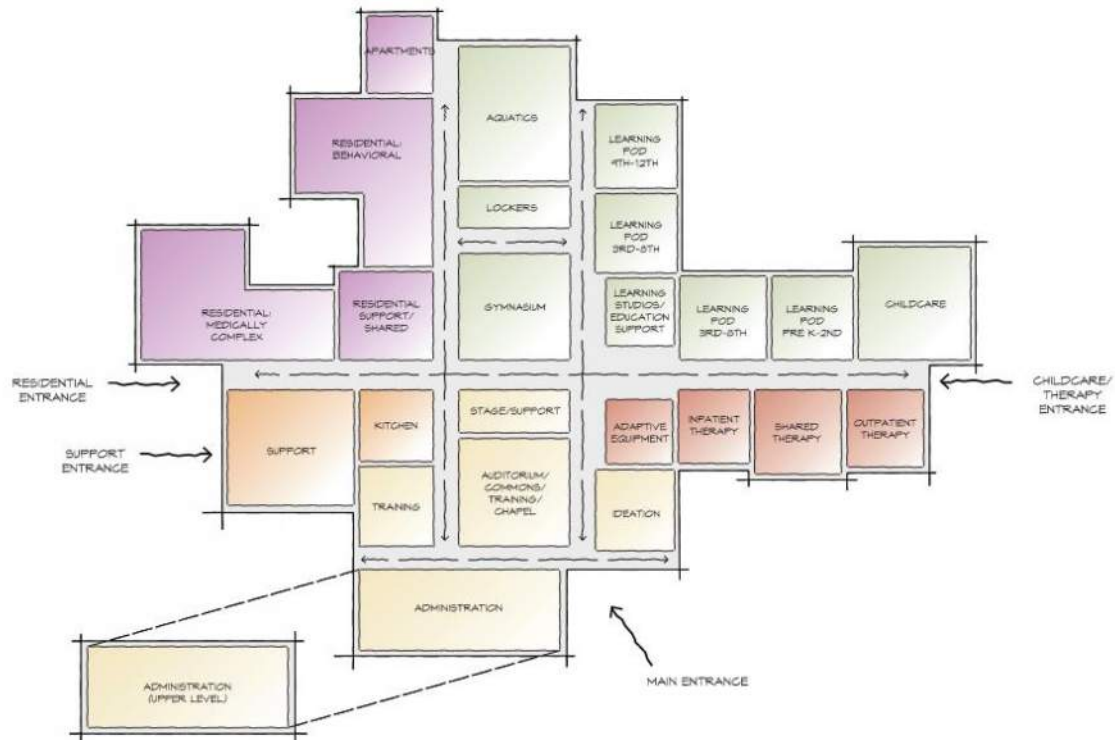 APARTMENTS
AQUATICS
RESIDENTIAL:
BEHAVIORAL
LEARNING
POD
9TH-12TH
LOCKERS
LEARNING
POD
3RD-8TH
RESIDENTIAL:
MEDICALLY
COMPLEX
RESIDENTIAL
SUPPORT/
SHARED
GYMNASIUM
LEARNING
STUDIOS/
EDUCATION
SUPPORT
LEARNING
POD
3RD-8TH
LEARNING
POD
PRE K-2ND
CHILDCARE
RESIDENTIAL
ENTRANCE
CHILDCARE/
THERAPY
ENTRANCE
SUPPORT
ENTRANCE
SUPPORT
KITCHEN
STAGE/SUPPORT
ADAPTIVE
EQUIPMENT
INPATIENT
THERAPY
SHARED
THERAPY
OUTPATIENT
THERAPY
TRAINING
AUDITORIUM/
COMMONS/
TRAINING/
CHAPEL
IDEATION
ADMINISTRATION
MAIN ENTRANCE
ADMINISTRATION
(UPPER LEVEL)